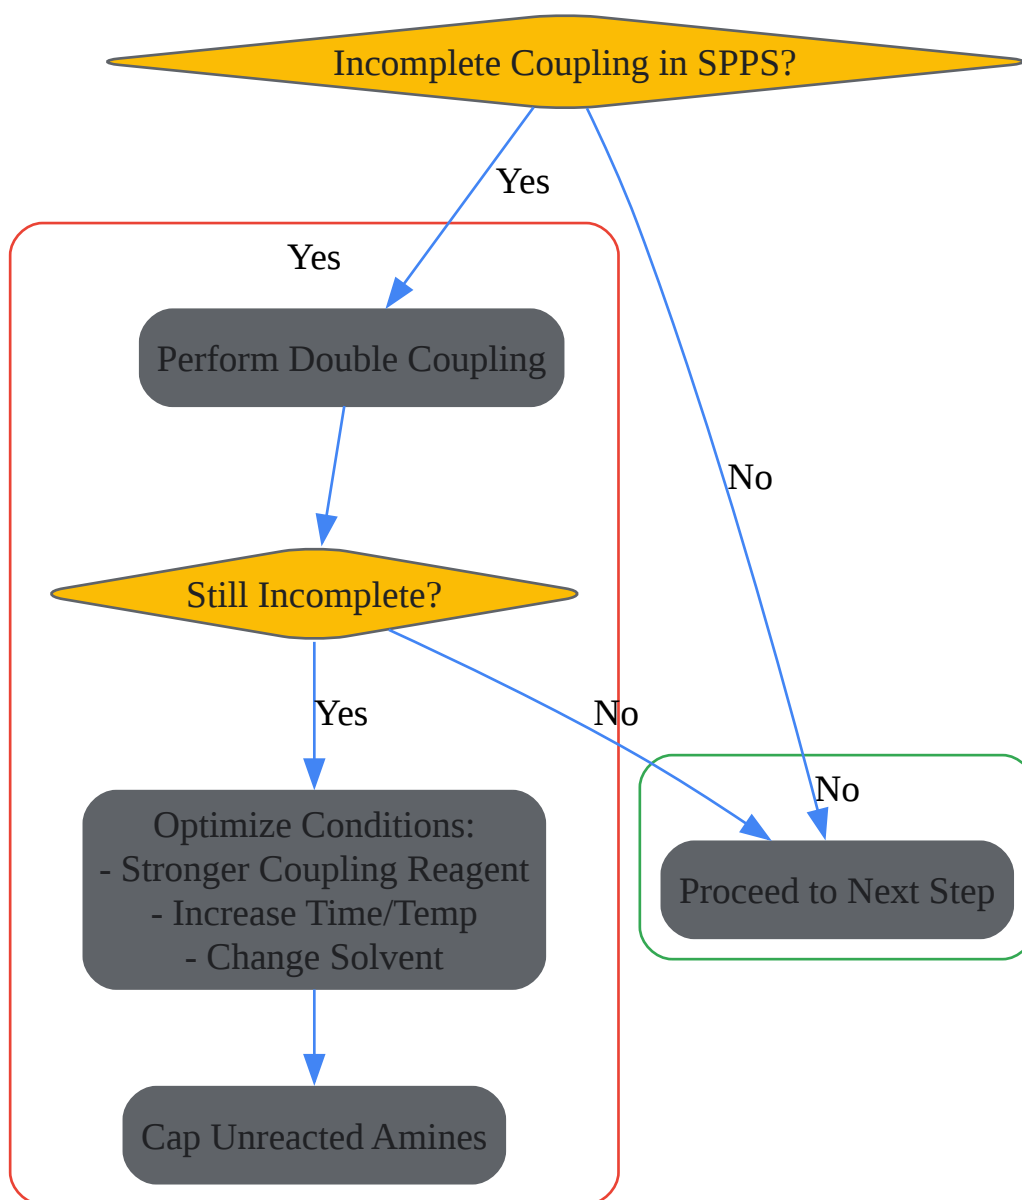 Incomplete Coupling in SPPS?
Yes
Yes
Perform Double Coupling
No
Still Incomplete?
Yes
No
No
Optimize Conditions:
- Stronger Coupling Reagent
- Increase Time/Temp
- Change Solvent
Proceed to Next Step
Cap Unreacted Amines